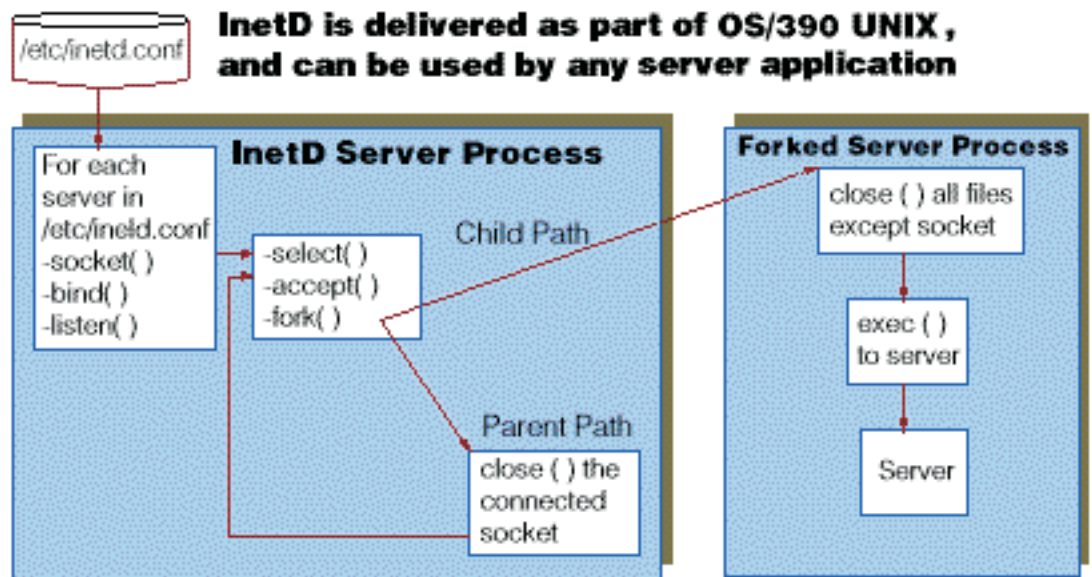 /etc/inetd.conf
InetD is delivered as part of OS/390 UNIX,
and can be used by any server application
InetD Server Process
For each
server in
/etc/ineld.conf
-socket( )
-bind( )
-listen( )
-select( )
-accept( )
-fork( )
Child Path
Parent Path
close ( ) the
connected
socket
Forked Server Process
close ( ) all files
except socket
exec ( )
to server
Server